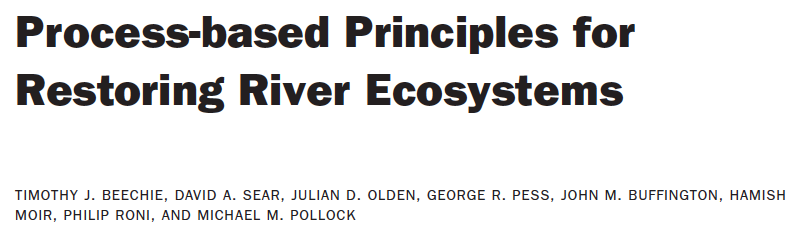 Process-based Principles for
Restoring River Ecosystems
TIMOTHY J. BEECHIE, DAVID A. SEAR, JULIAN D. OLDEN, GEORGE R. PESS, JOHN M. BUFFINGTON, HAMISH
MOIR, PHILIP RONI, AND MICHAEL M. POLLOCK